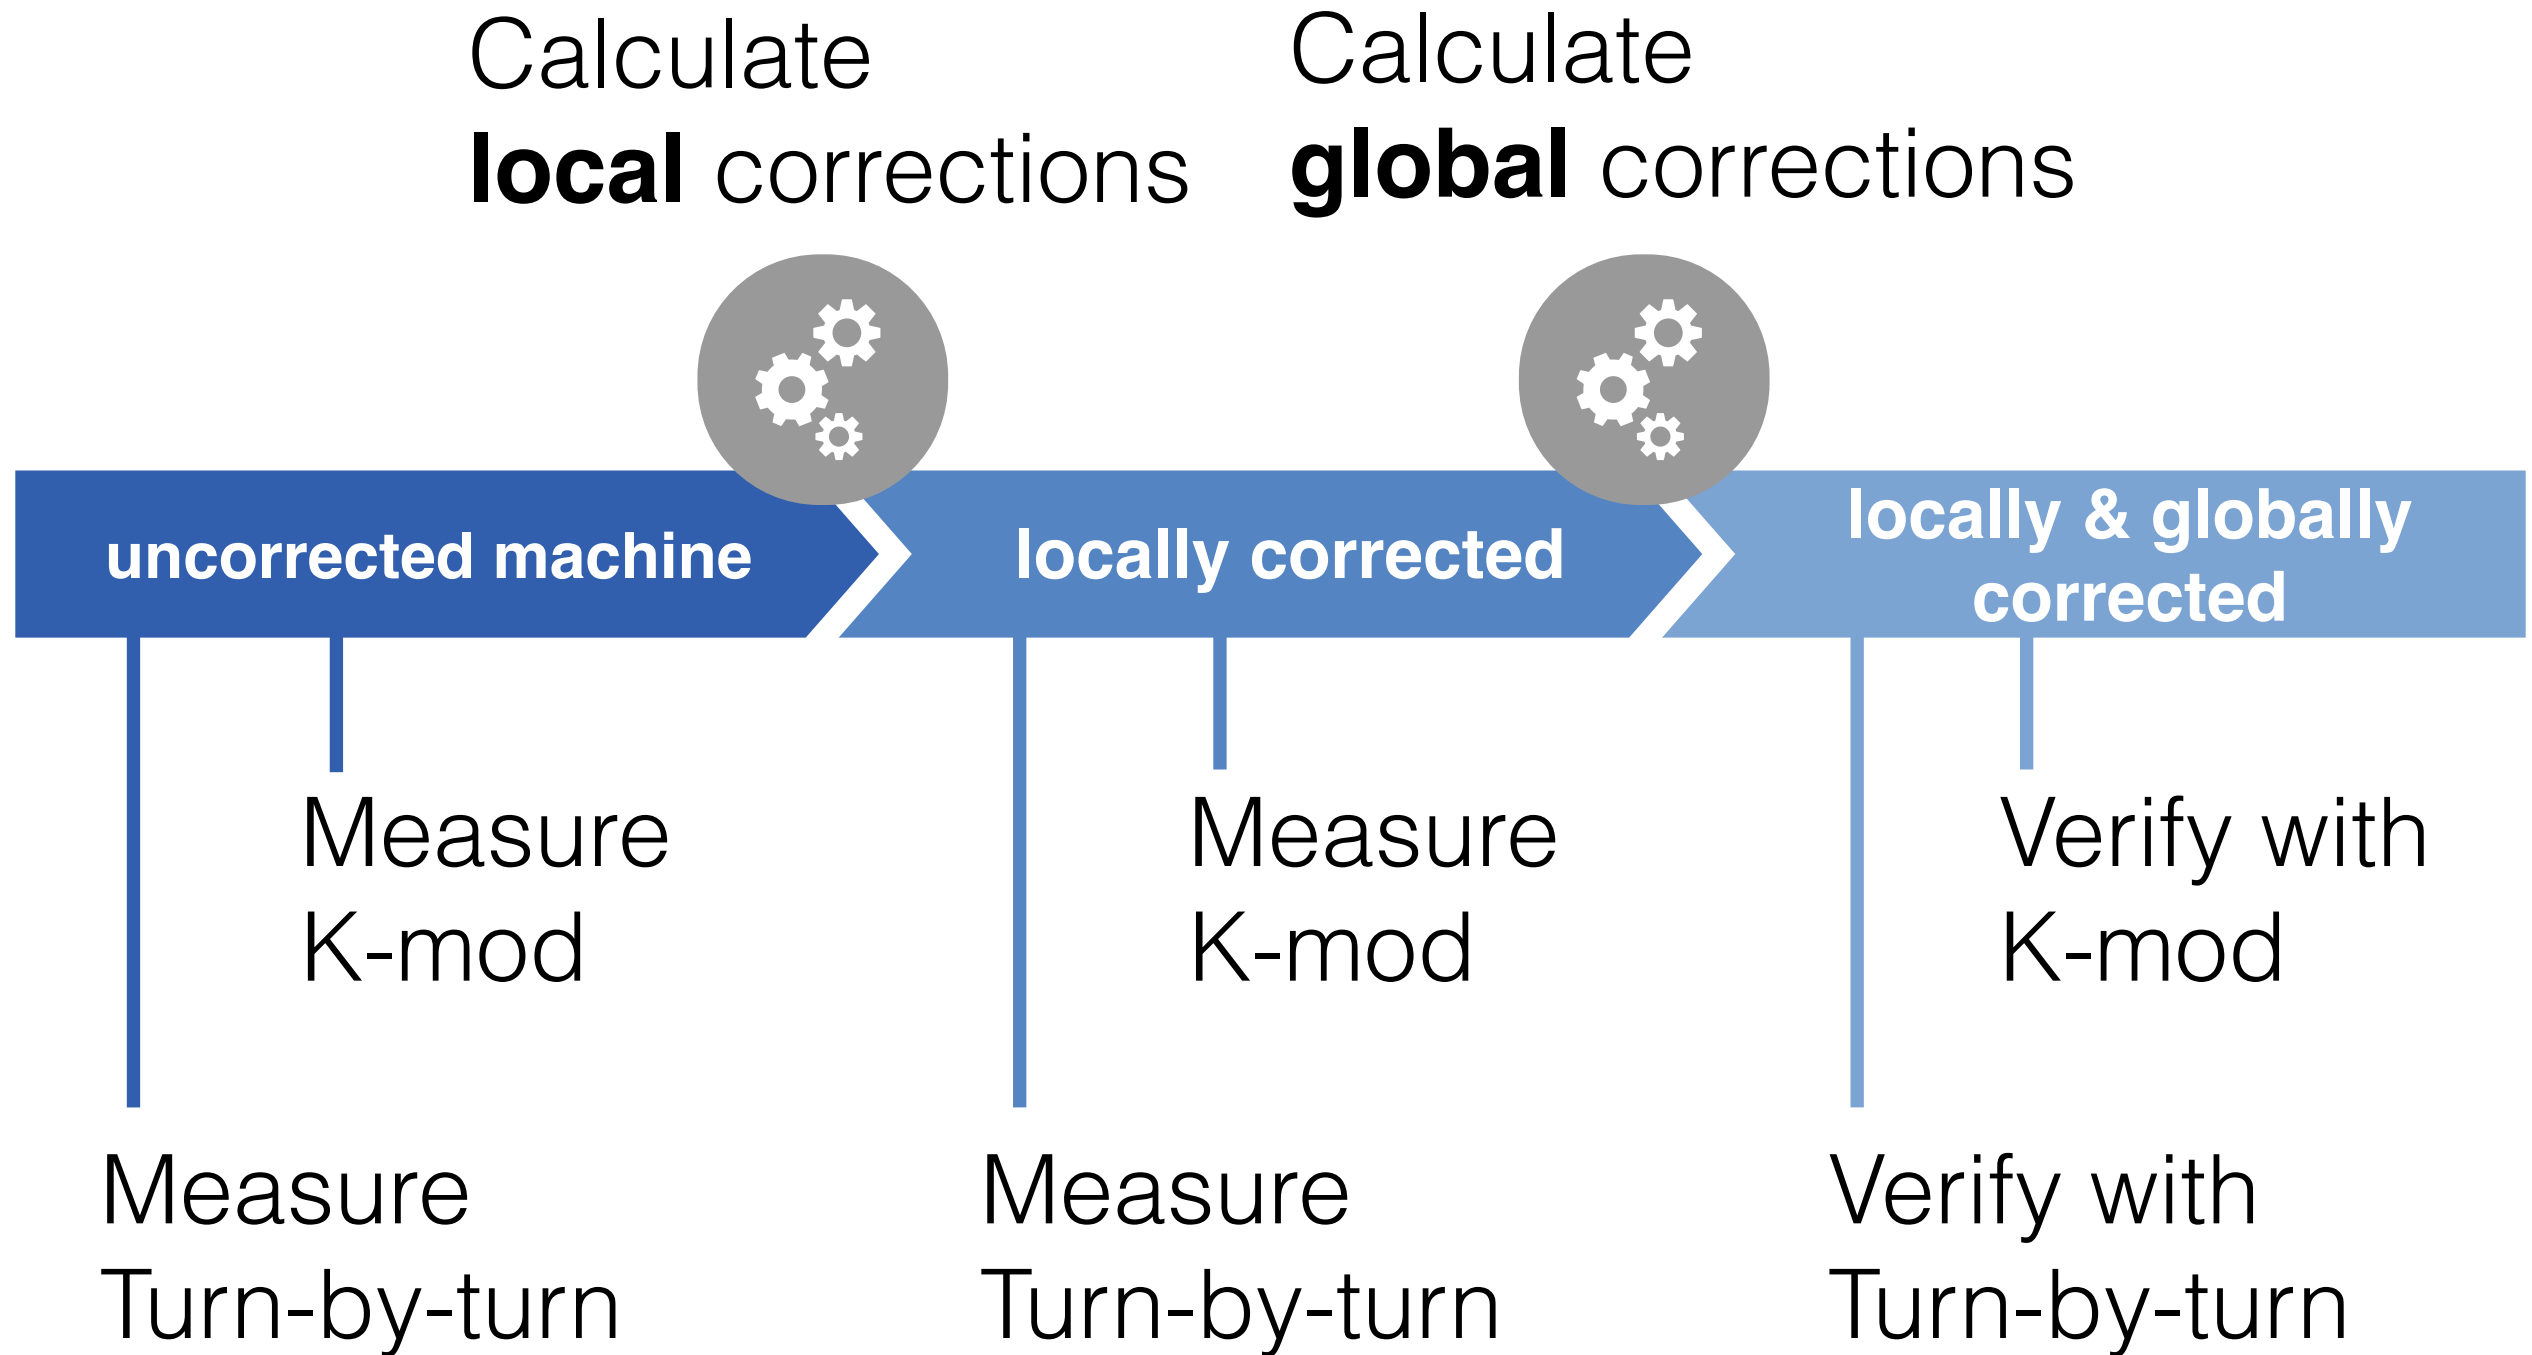 Calculate
local corrections
Calculate
global corrections
uncorrected machine
locally corrected
locally & globally
corrected
Measure
K-mod
Measure
K-mod
Verify with
K-mod
Measure
Turn-by-turn
Measure
Turn-by-turn
Verify with
Turn-by-turn